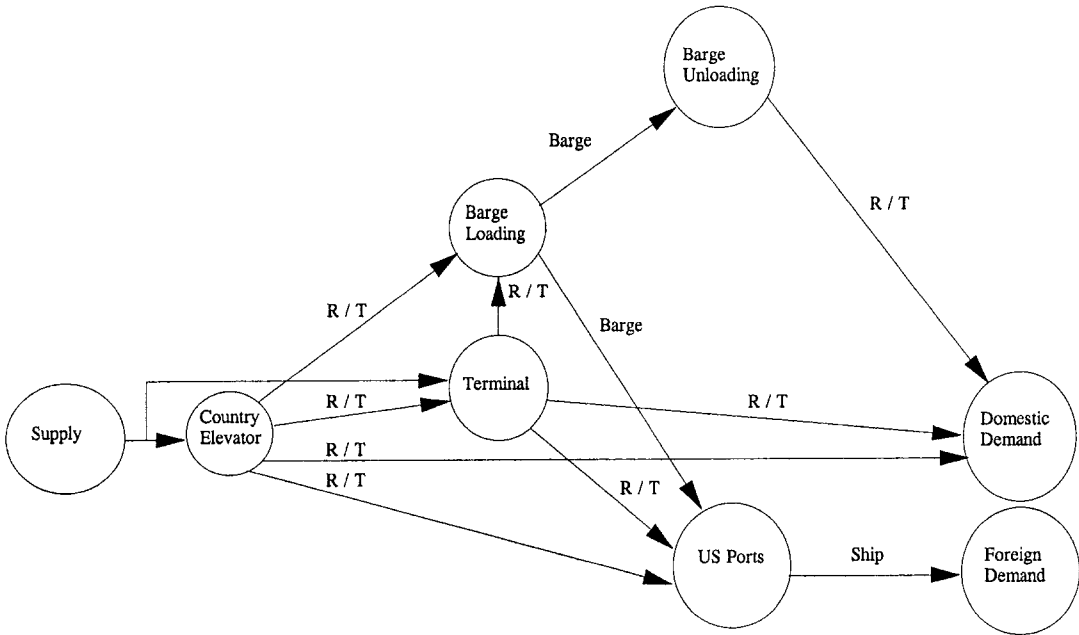 Barge
Unloading
Barge
R / T
Barge
Loading
R / T
R / T
Barge
Terminal
Supply
Country
Elevator
R / T
R / T
Domestic
Demand
R / T
R / T
R / T
US Ports
Ship
Foreign
Demand